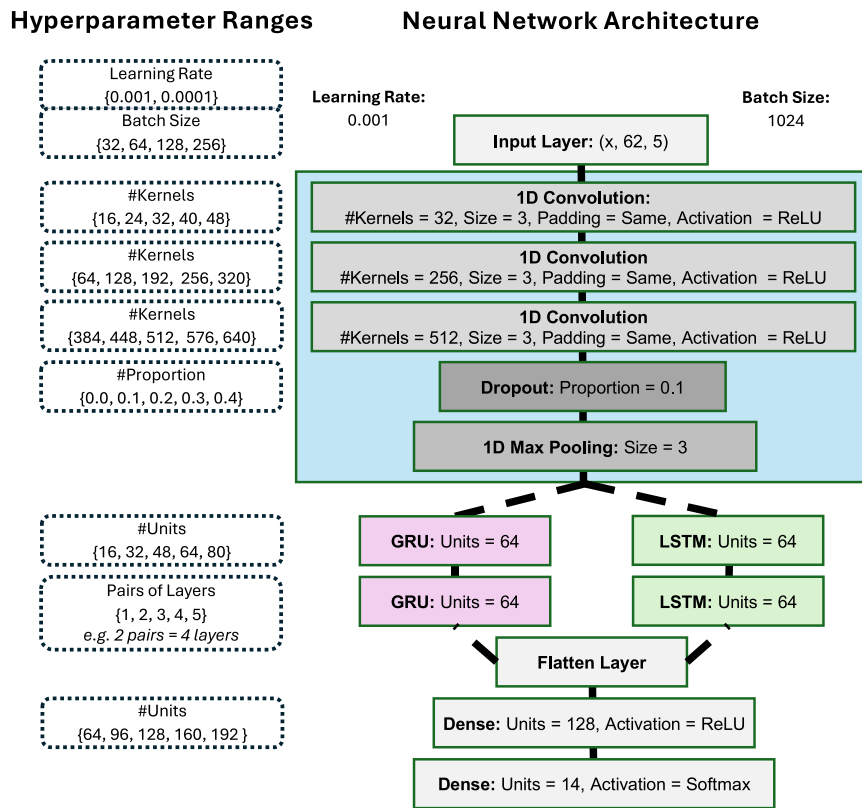 Hyperparameter Ranges
Neural Network Architecture
Learning Rate
{0.001, 0.0001}
Batch Size
{32, 64, 128, 256}
#Kernels
{16, 24, 32, 40, 48}
#Kernels
{64, 128, 192, 256, 320}
#Kernels
{384, 448, 512, 576, 640}
#Proportion
{0.0, 0.1, 0.2, 0.3, 0.4}
#Units
{16, 32, 48, 64, 80}
Pairs of Layers
{1, 2, 3, 4, 5}
e.g. 2 pairs = 4 layers
#Units
{64, 96, 128, 160, 192 }
Learning Rate:
0.001
Batch Size:
1024
Input Layer: (x, 62, 5)
1D Convolution:
#Kernels = 32, Size = 3, Padding = Same, Activation = ReLU
1D Convolution
#Kernels = 256, Size = 3, Padding = Same, Activation = ReLU
1D Convolution
#Kernels = 512, Size = 3, Padding = Same, Activation = ReLU
Dropout: Proportion = 0.1
1D Max Pooling: Size = 3
GRU: Units = 64
LSTM: Units = 64
GRU: Units = 64
LSTM: Units = 64
Flatten Layer
Dense: Units = 128, Activation = ReLU
Dense: Units = 14, Activation = Softmax